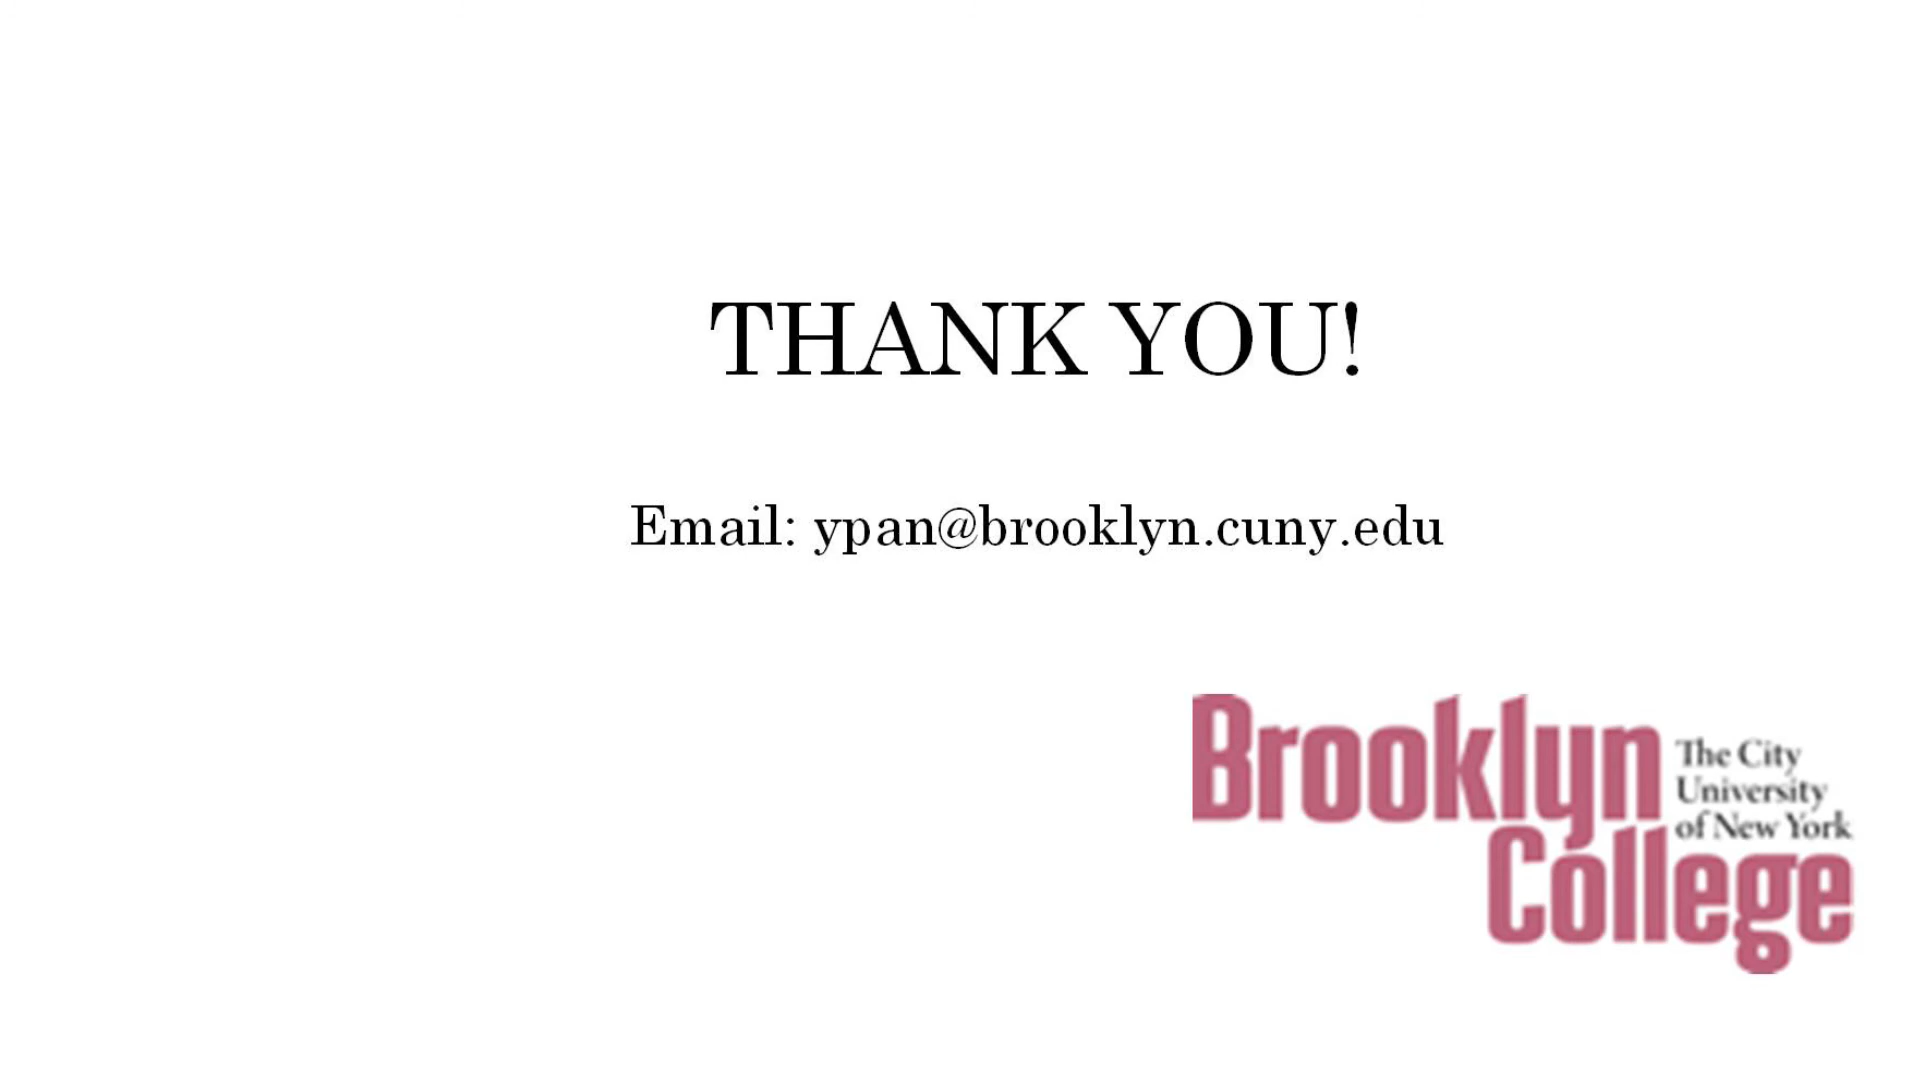 THANK YOU!
Email: ypan@brooklyn.cuny.edu
Brooklyn
The City
University
of New York
College